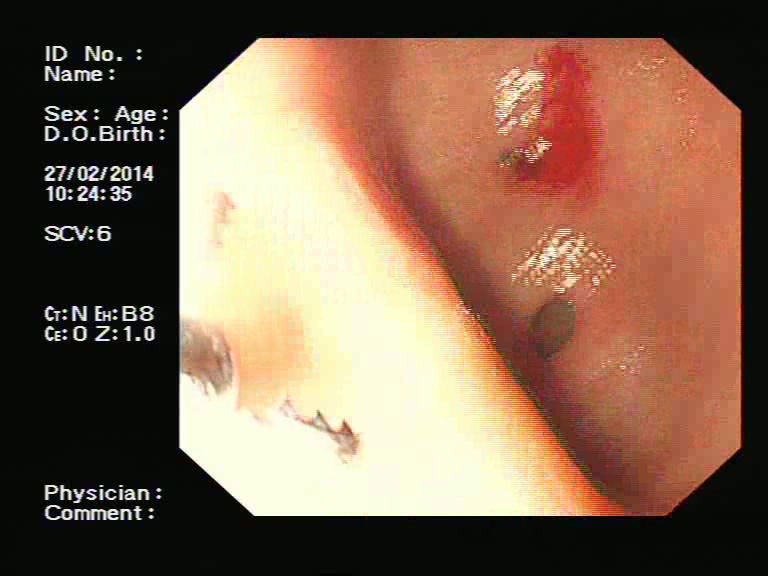 ID No. :
Name:
Sex: Age:
D.O.Birth:
27/02/2014
10:24:35
SCV:6
CT:N EH:B8
CE:0 Z:1.0
Physician:
Comment: